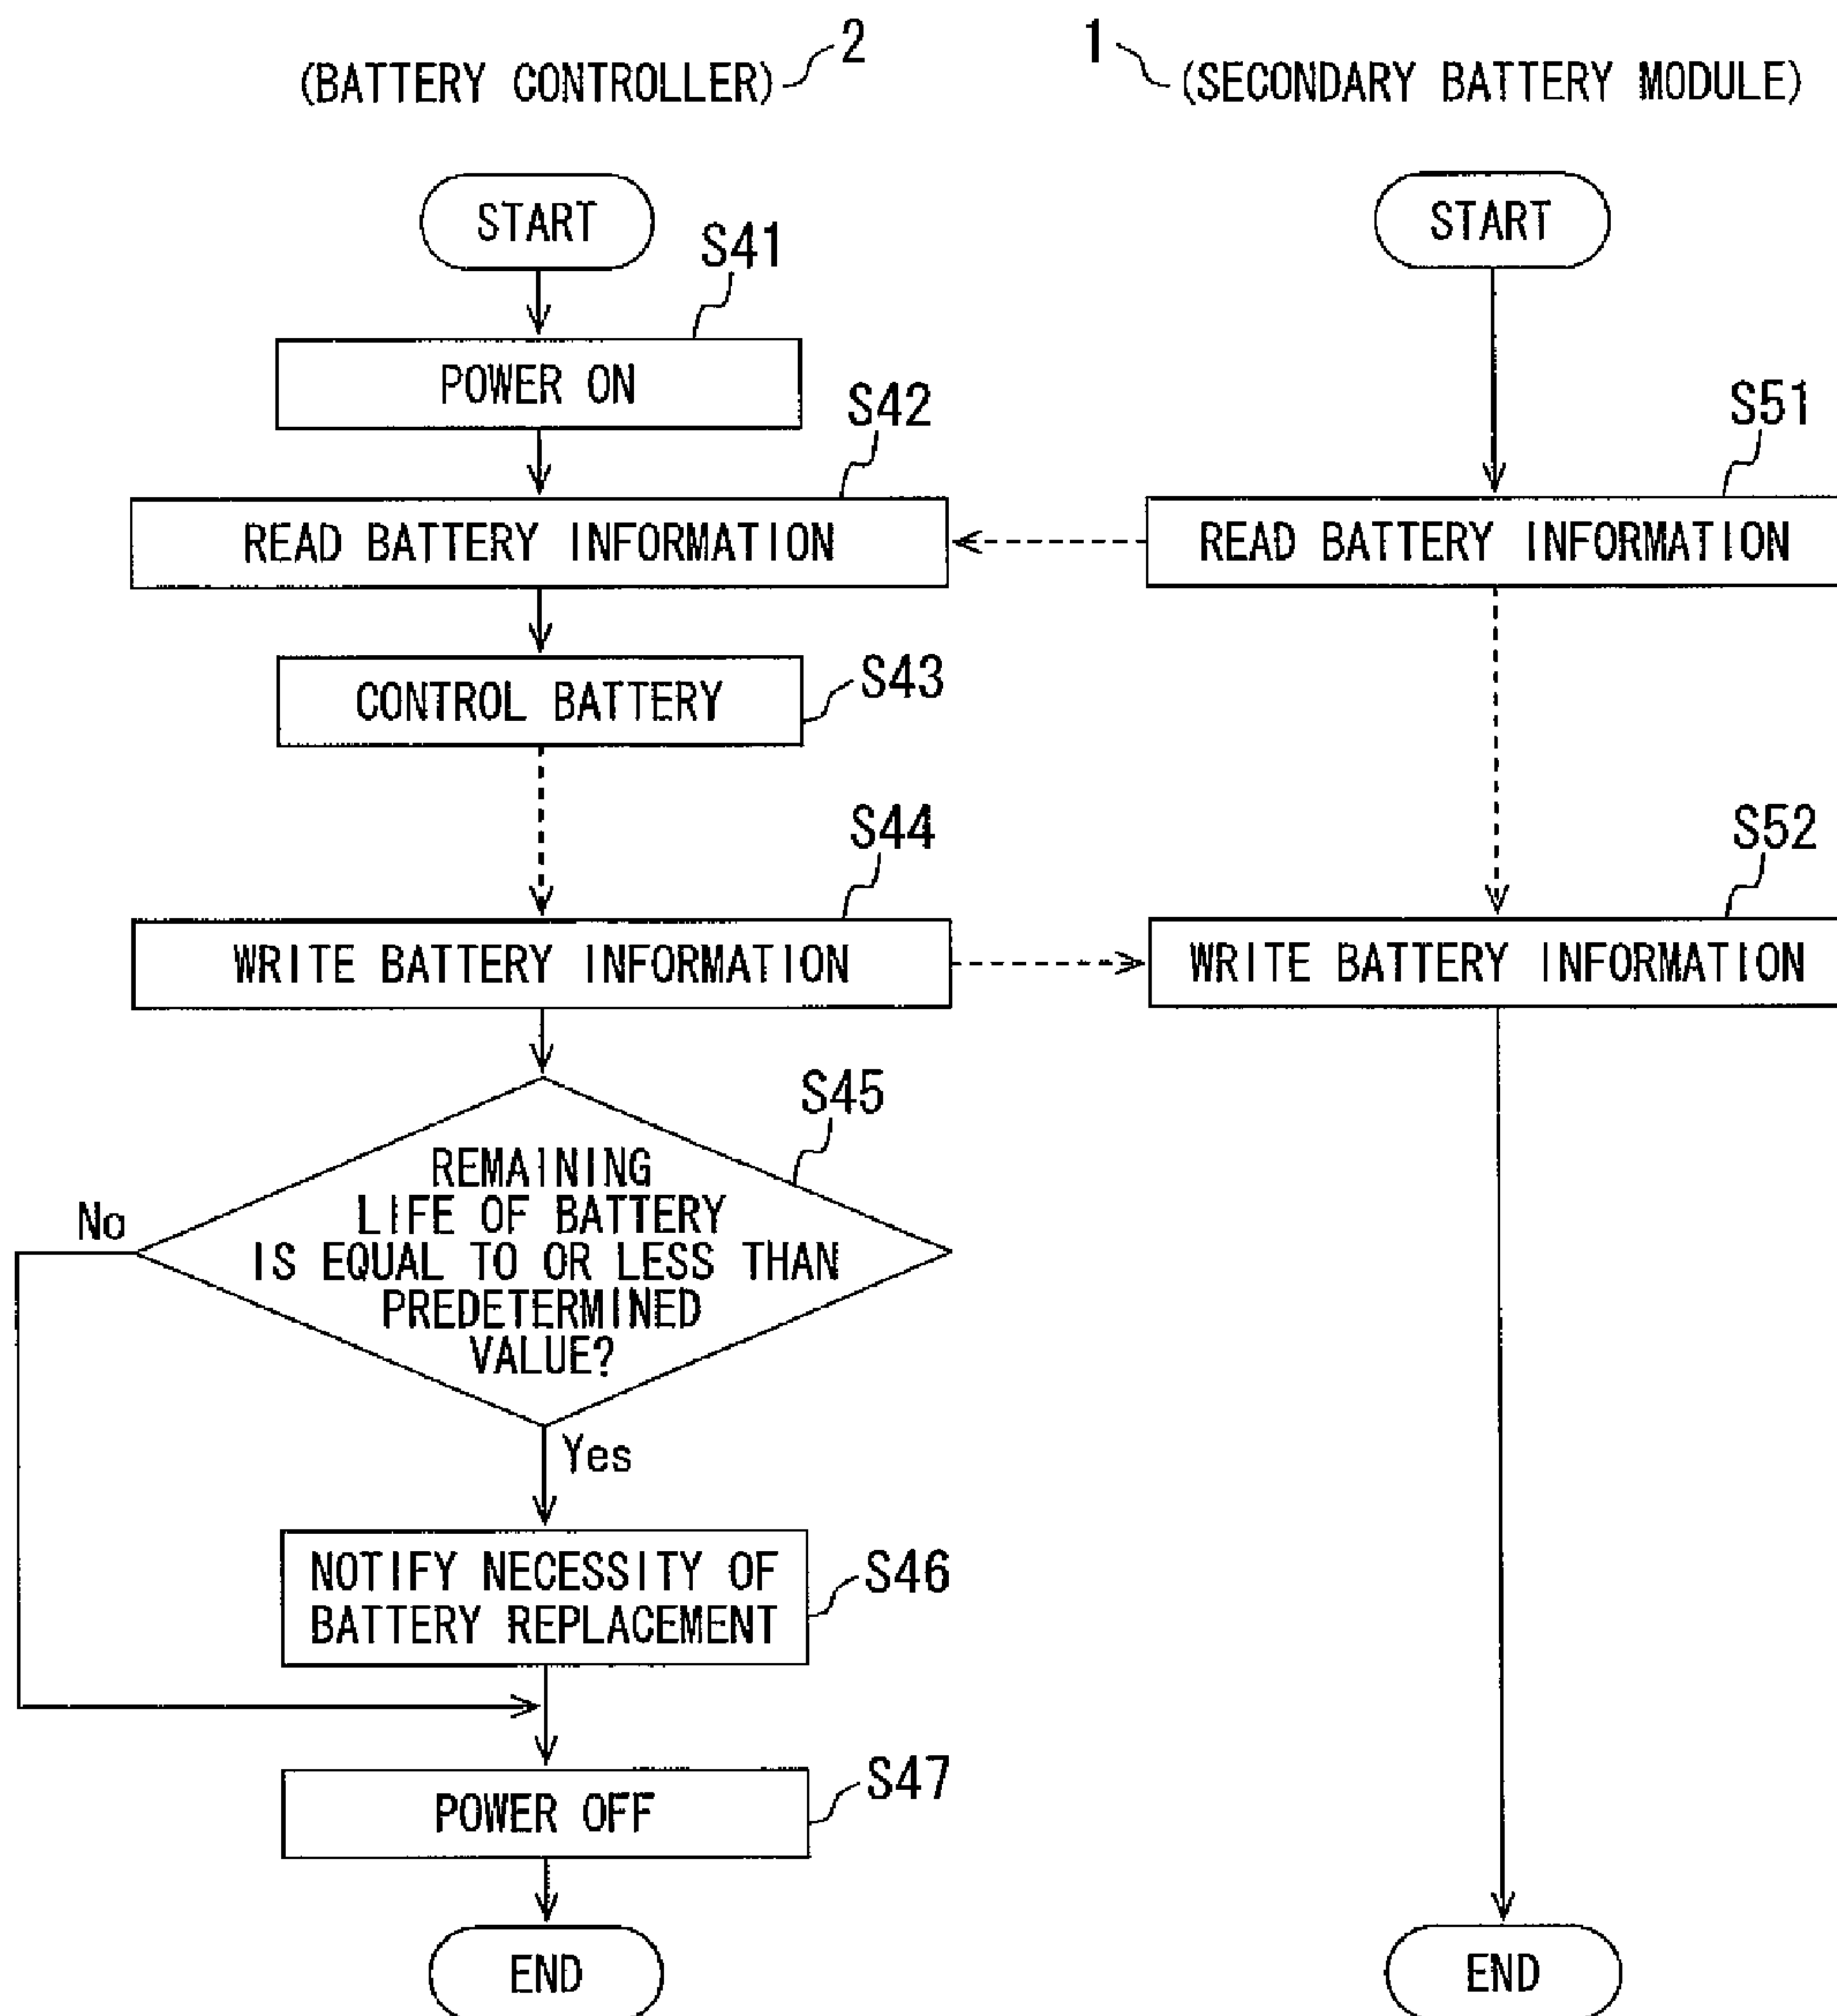 (BATTERY CONTROLLER) 2
1 (SECONDARY BATTERY MODULE)
START
START
S41
POWER ON
S42
S51
READ BATTERY INFORMATION
READ BATTERY INFORMATION
CONTROL BATTERY
S43
S44
S52
WRITE BATTERY INFORMATION
WRITE BATTERY INFORMATION
S45
REMAINING
LIFE OF BATTERY
IS EQUAL TO OR LESS THAN
PREDETERMINED
VALUE?
No
Yes
NOTIFY NECESSITY OF
BATTERY REPLACEMENT
S46
POWER OFF
S47
END
END